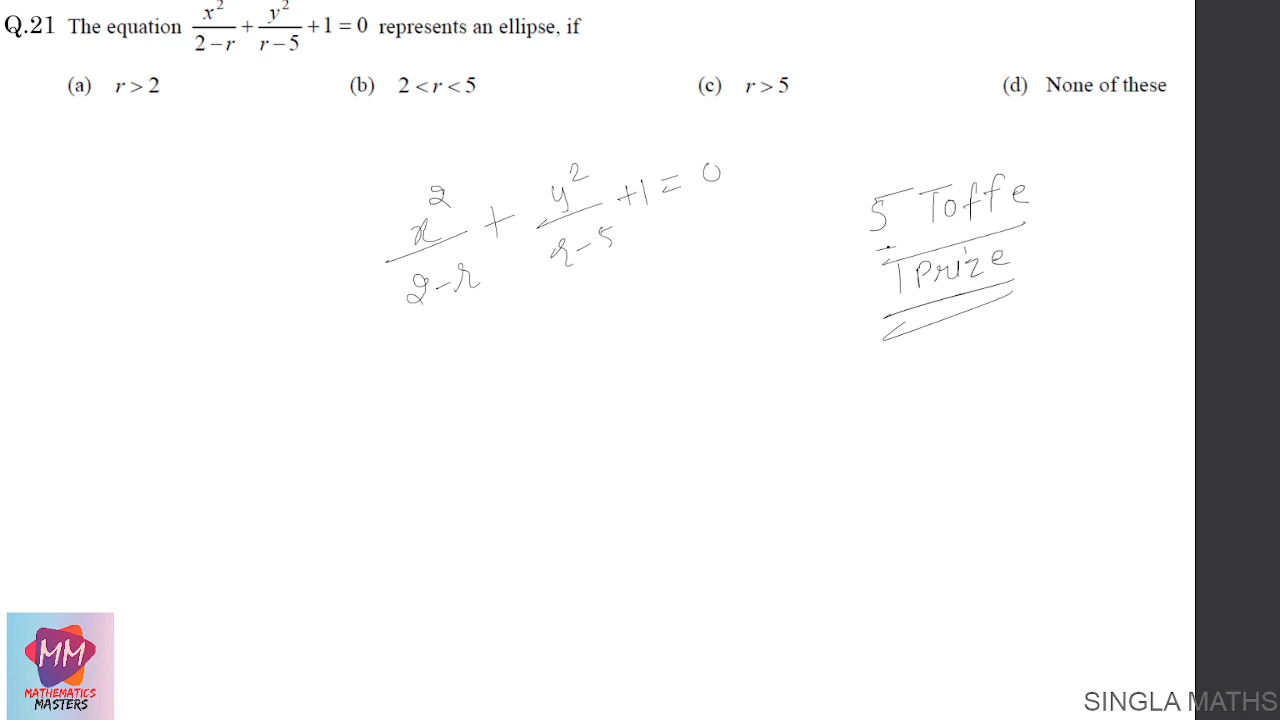 Q.21 The equation x²/(2−r) + y²/(r−5) + 1 = 0 represents an ellipse, if
(a) r > 2 (b) 2 < r < 5 (c) r > 5 (d) None of these
x²/(2−r) + y²/(r−5) + 1 = 0
5 Toffe
1 Prize
MM
MATHEMATICS
MASTERS
SINGLA MATHS